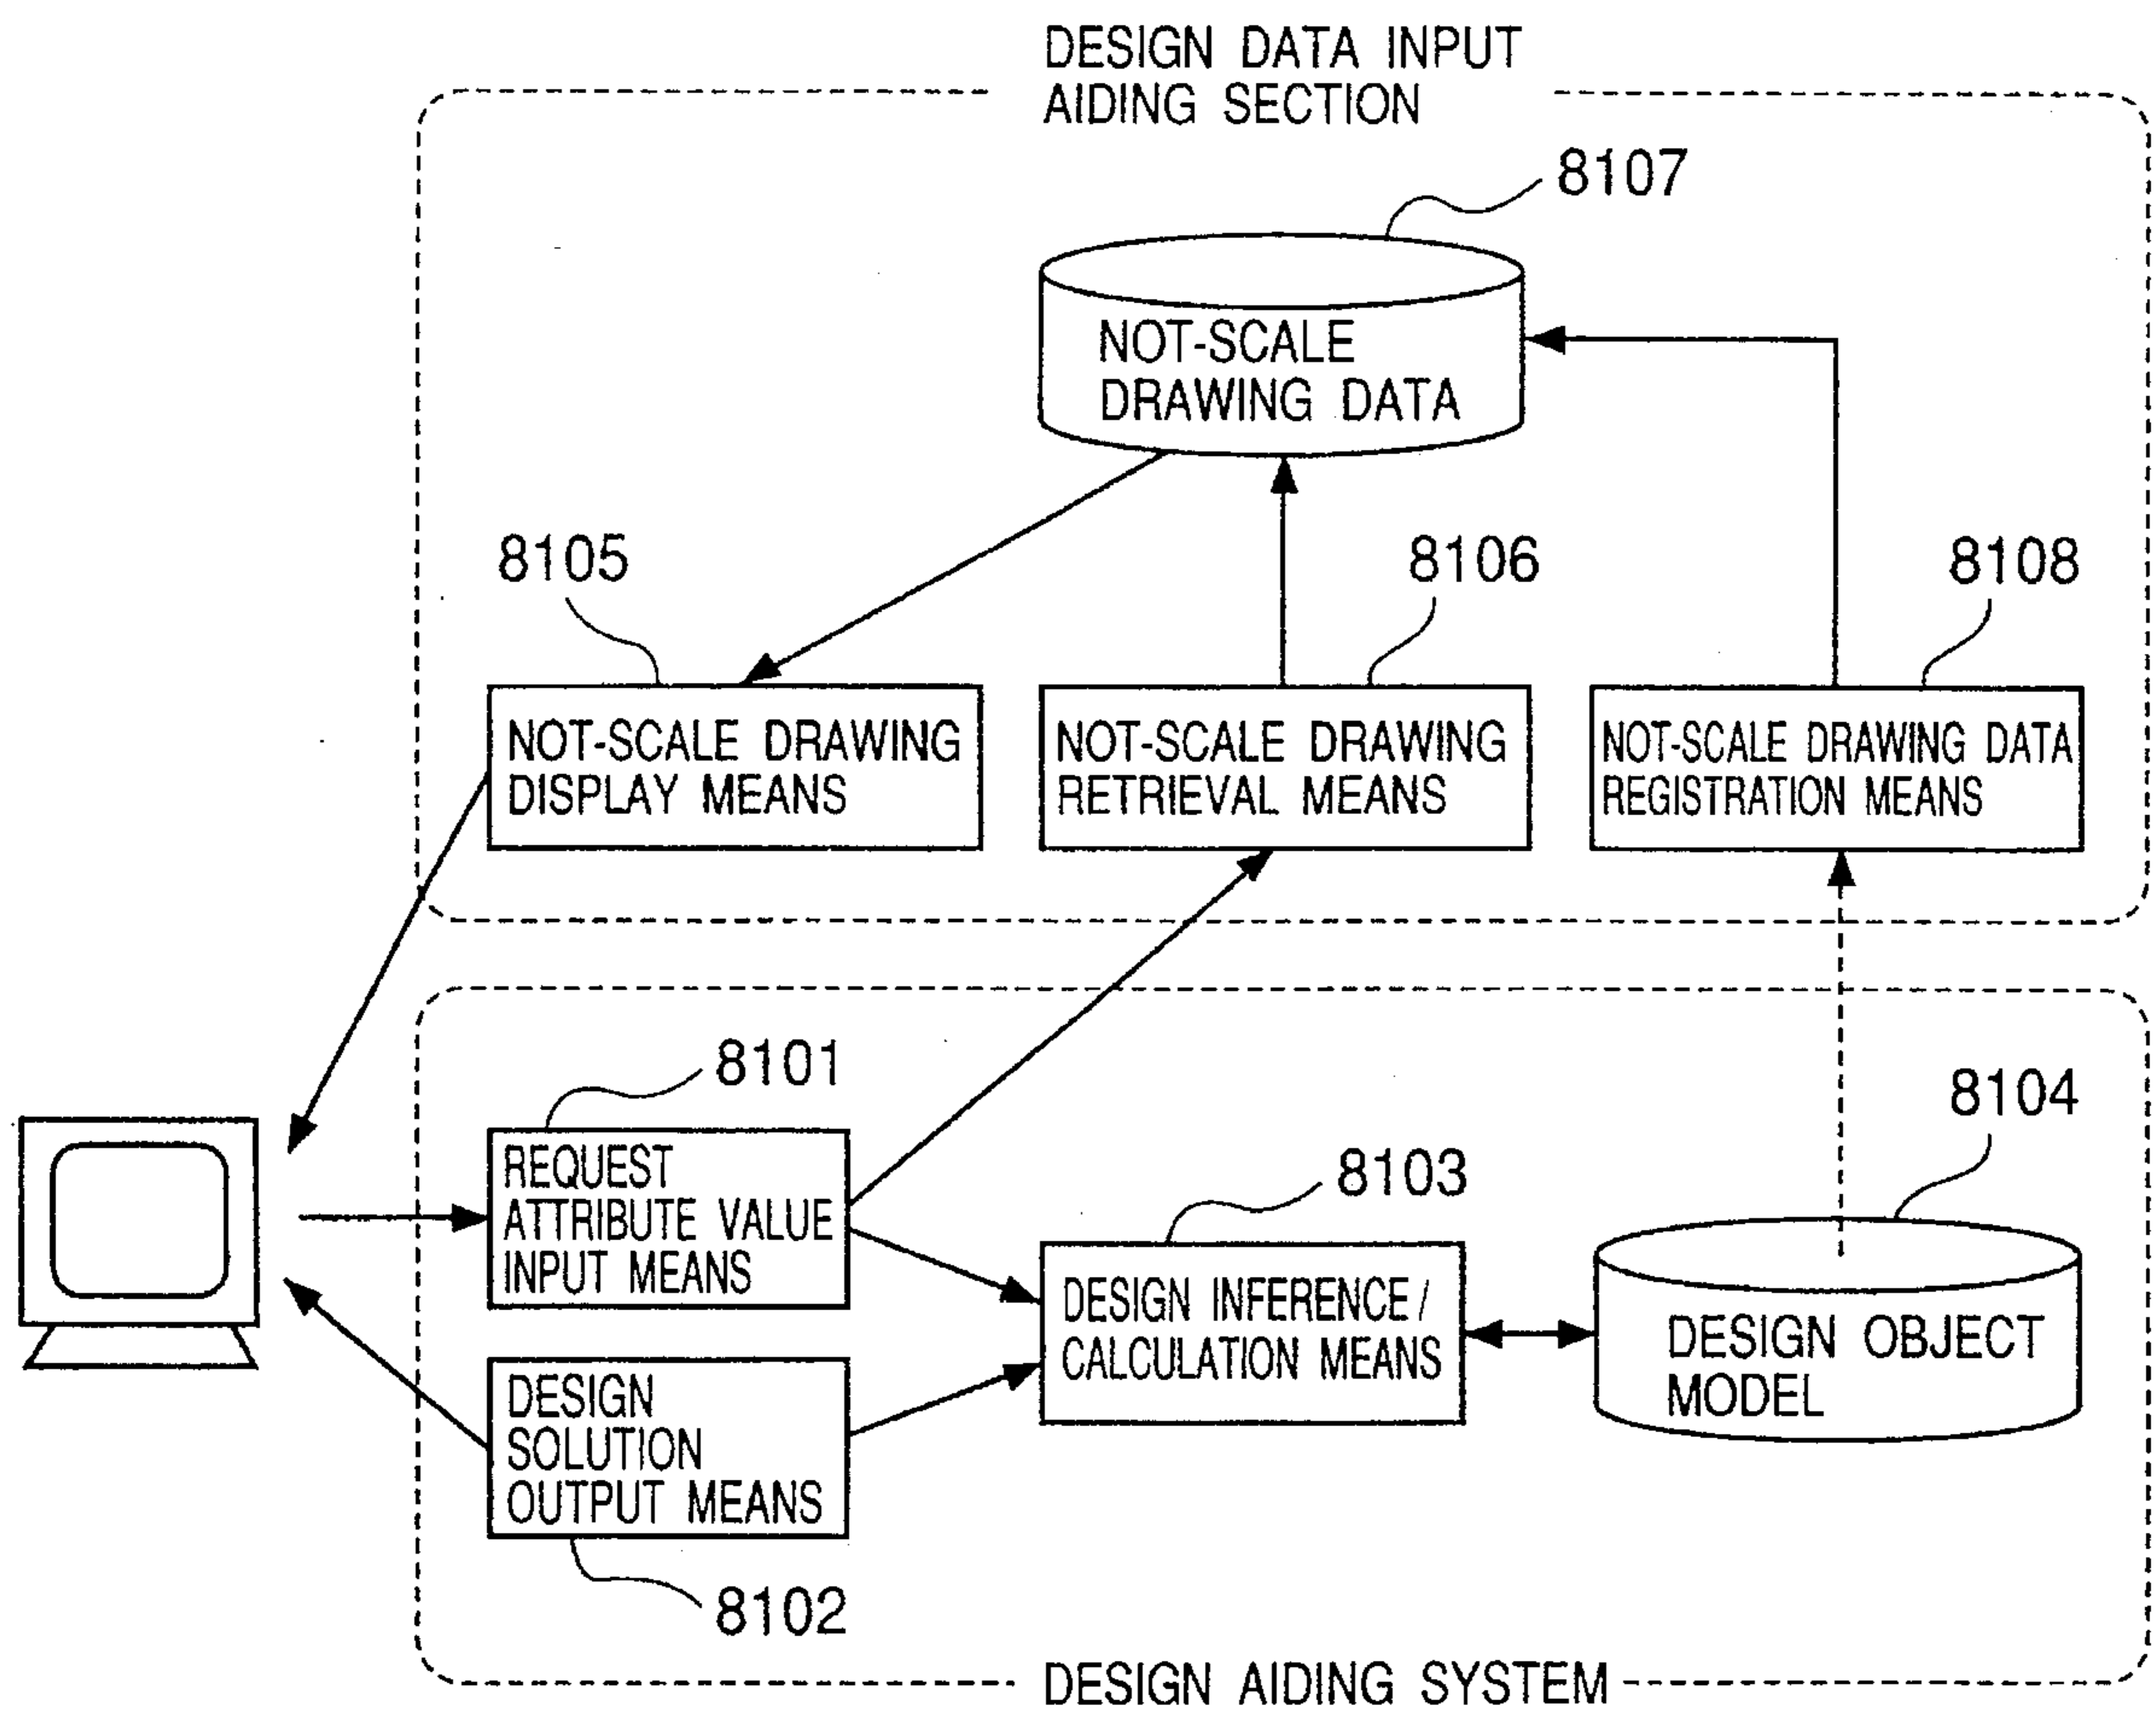 DESIGN DATA INPUT
AIDING SECTION
8107
NOT-SCALE
DRAWING DATA
8105
8106
8108
NOT-SCALE DRAWING
DISPLAY MEANS
NOT-SCALE DRAWING
RETRIEVAL MEANS
NOT-SCALE DRAWING DATA
REGISTRATION MEANS
8101
REQUEST
ATTRIBUTE VALUE
INPUT MEANS
8103
DESIGN INFERENCE/
CALCULATION MEANS
8104
DESIGN OBJECT
MODEL
DESIGN
SOLUTION
OUTPUT MEANS
8102
DESIGN AIDING SYSTEM